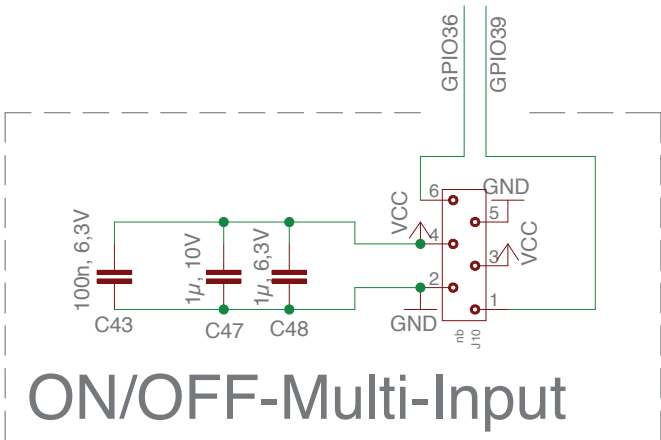 GPIO36
GPIO39
6
GND
5
VCC
4
VCC
3
2
GND
1
nb
J10
100n, 6,3V
C43
1µ, 10V
C47
1µ, 6,3V
C48
ON/OFF-Multi-Input